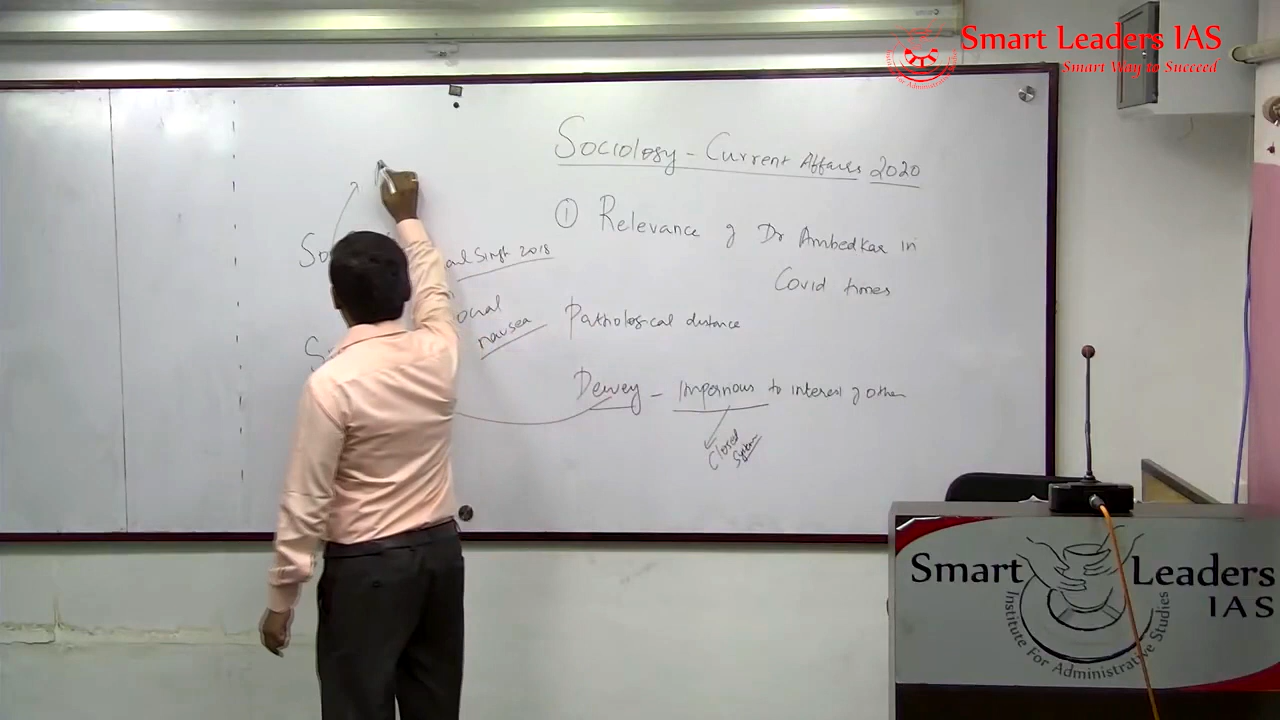 Smart Leaders IAS
Smart Way to Succeed
Sociology - Current Affairs 2020
① Relevance of Dr Ambedkar in
Covid times
So
Singh 2018
nausea
Pathological distance
Dewey - Impervious to interest of other
Closed
System
Smart Leaders
IAS
Institute For Administrative Studies